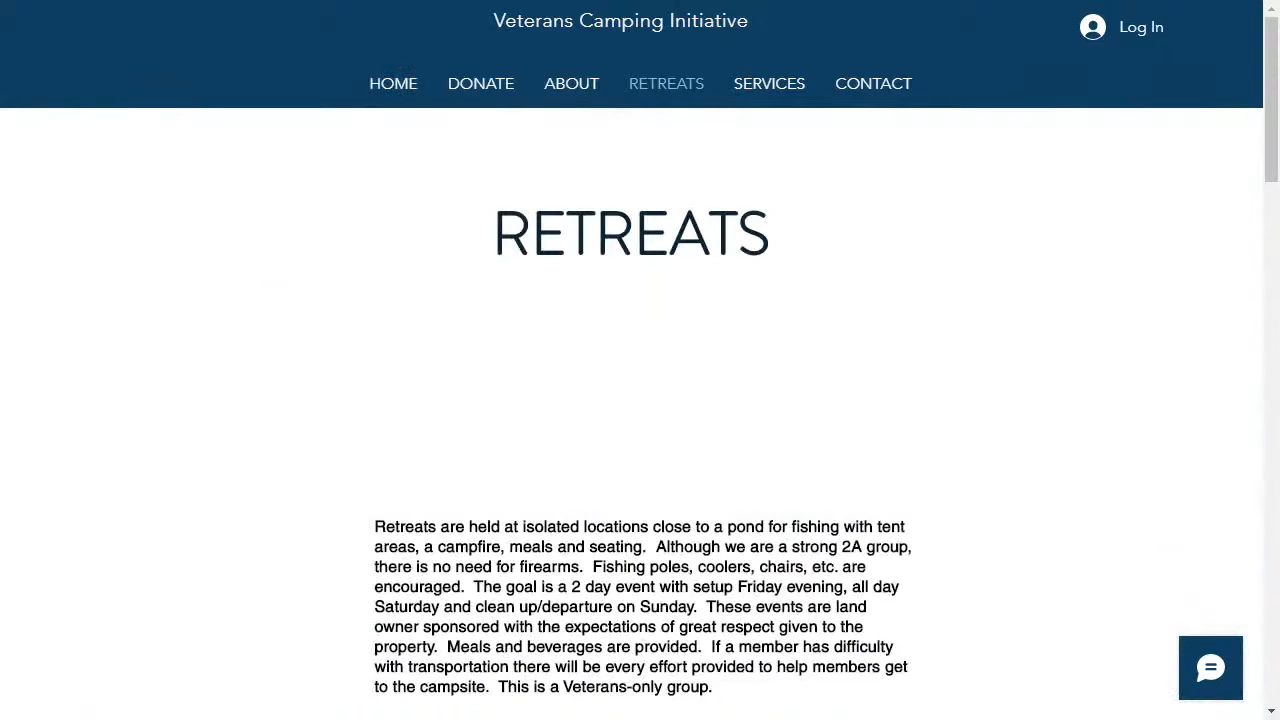 Veterans Camping Initiative
Log In
HOME DONATE ABOUT RETREATS SERVICES CONTACT
RETREATS
Retreats are held at isolated locations close to a pond for fishing with tent
areas, a campfire, meals and seating.  Although we are a strong 2A group,
there is no need for firearms.  Fishing poles, coolers, chairs, etc. are
encouraged.  The goal is a 2 day event with setup Friday evening, all day
Saturday and clean up/departure on Sunday.  These events are land
owner sponsored with the expectations of great respect given to the
property.  Meals and beverages are provided.  If a member has difficulty
with transportation there will be every effort provided to help members get
to the campsite.  This is a Veterans-only group.